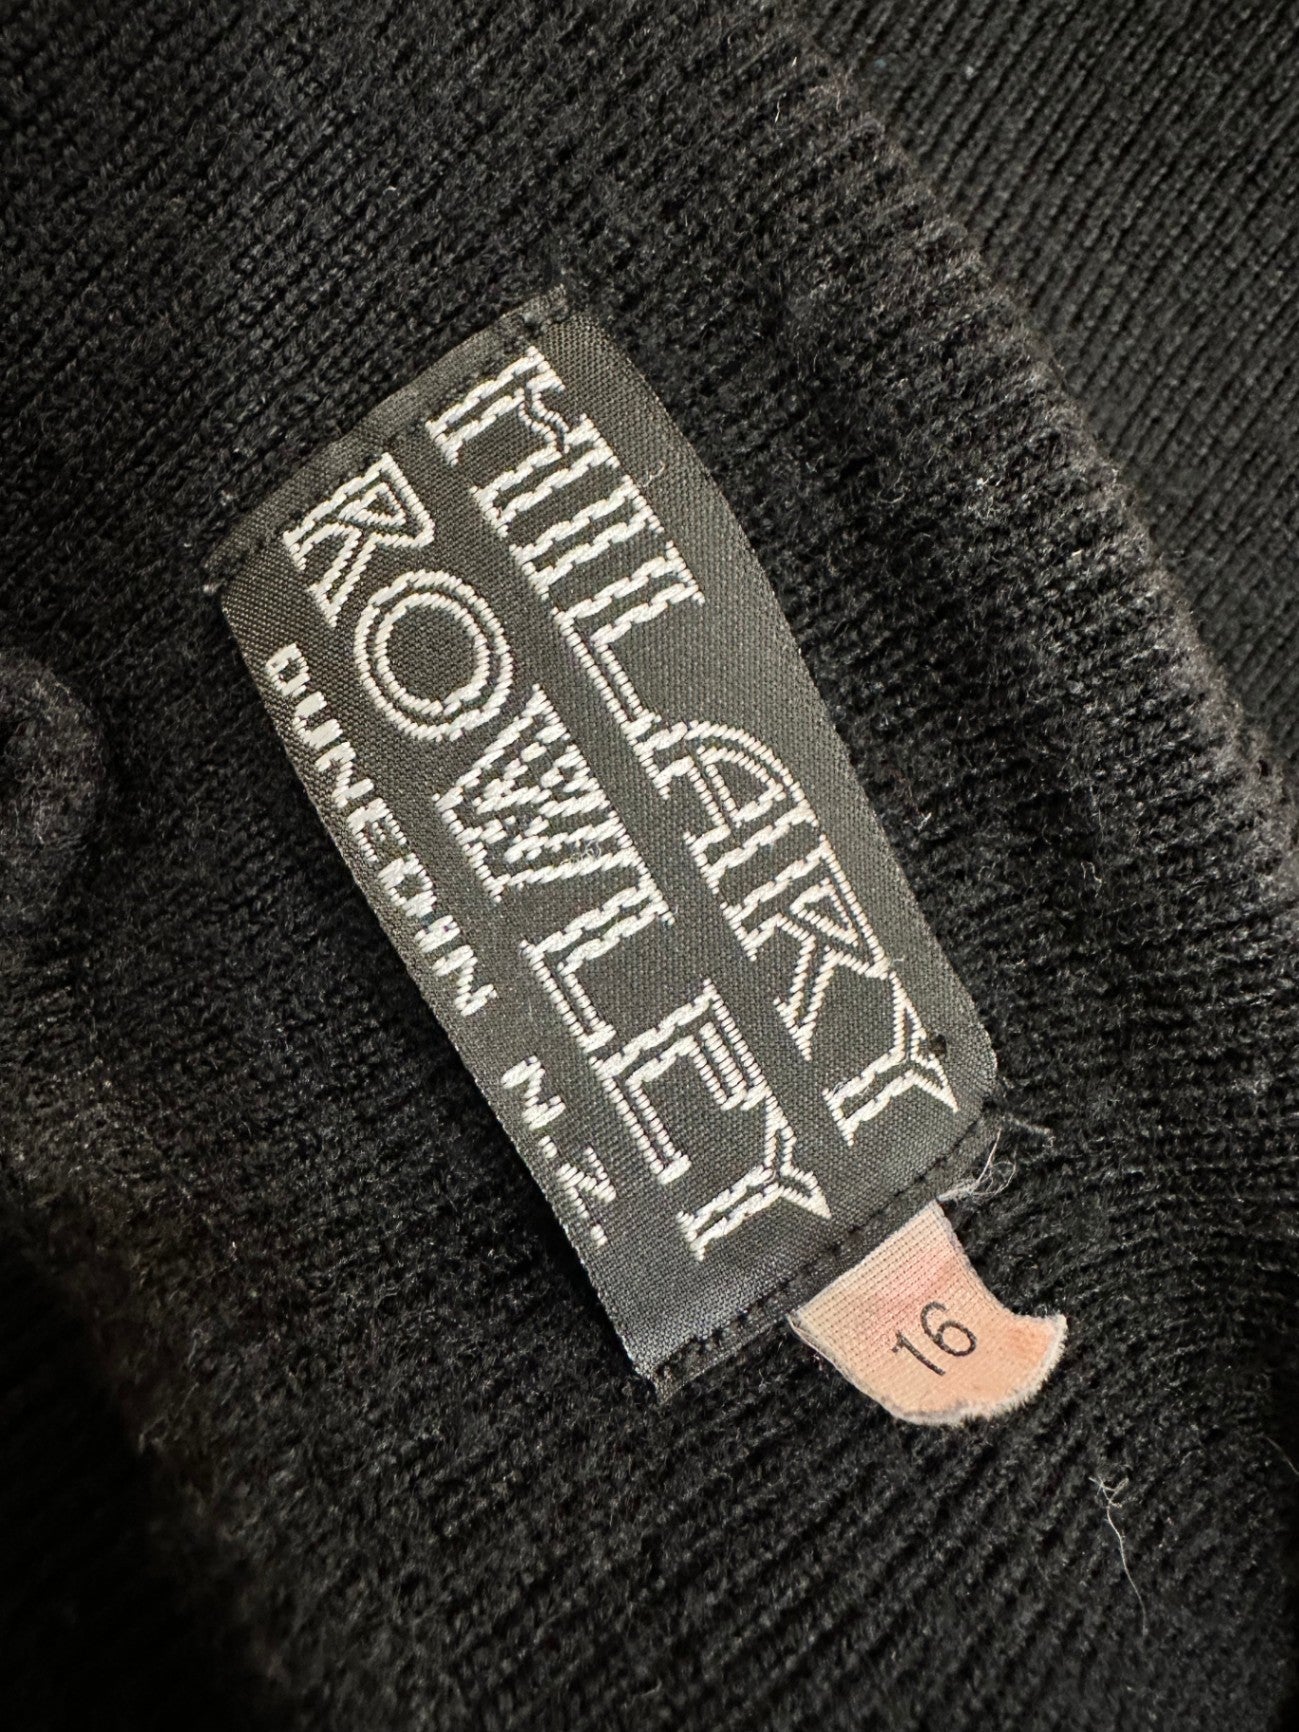 HILARY
ROWLEY
DUNEDIN N.Z.
16